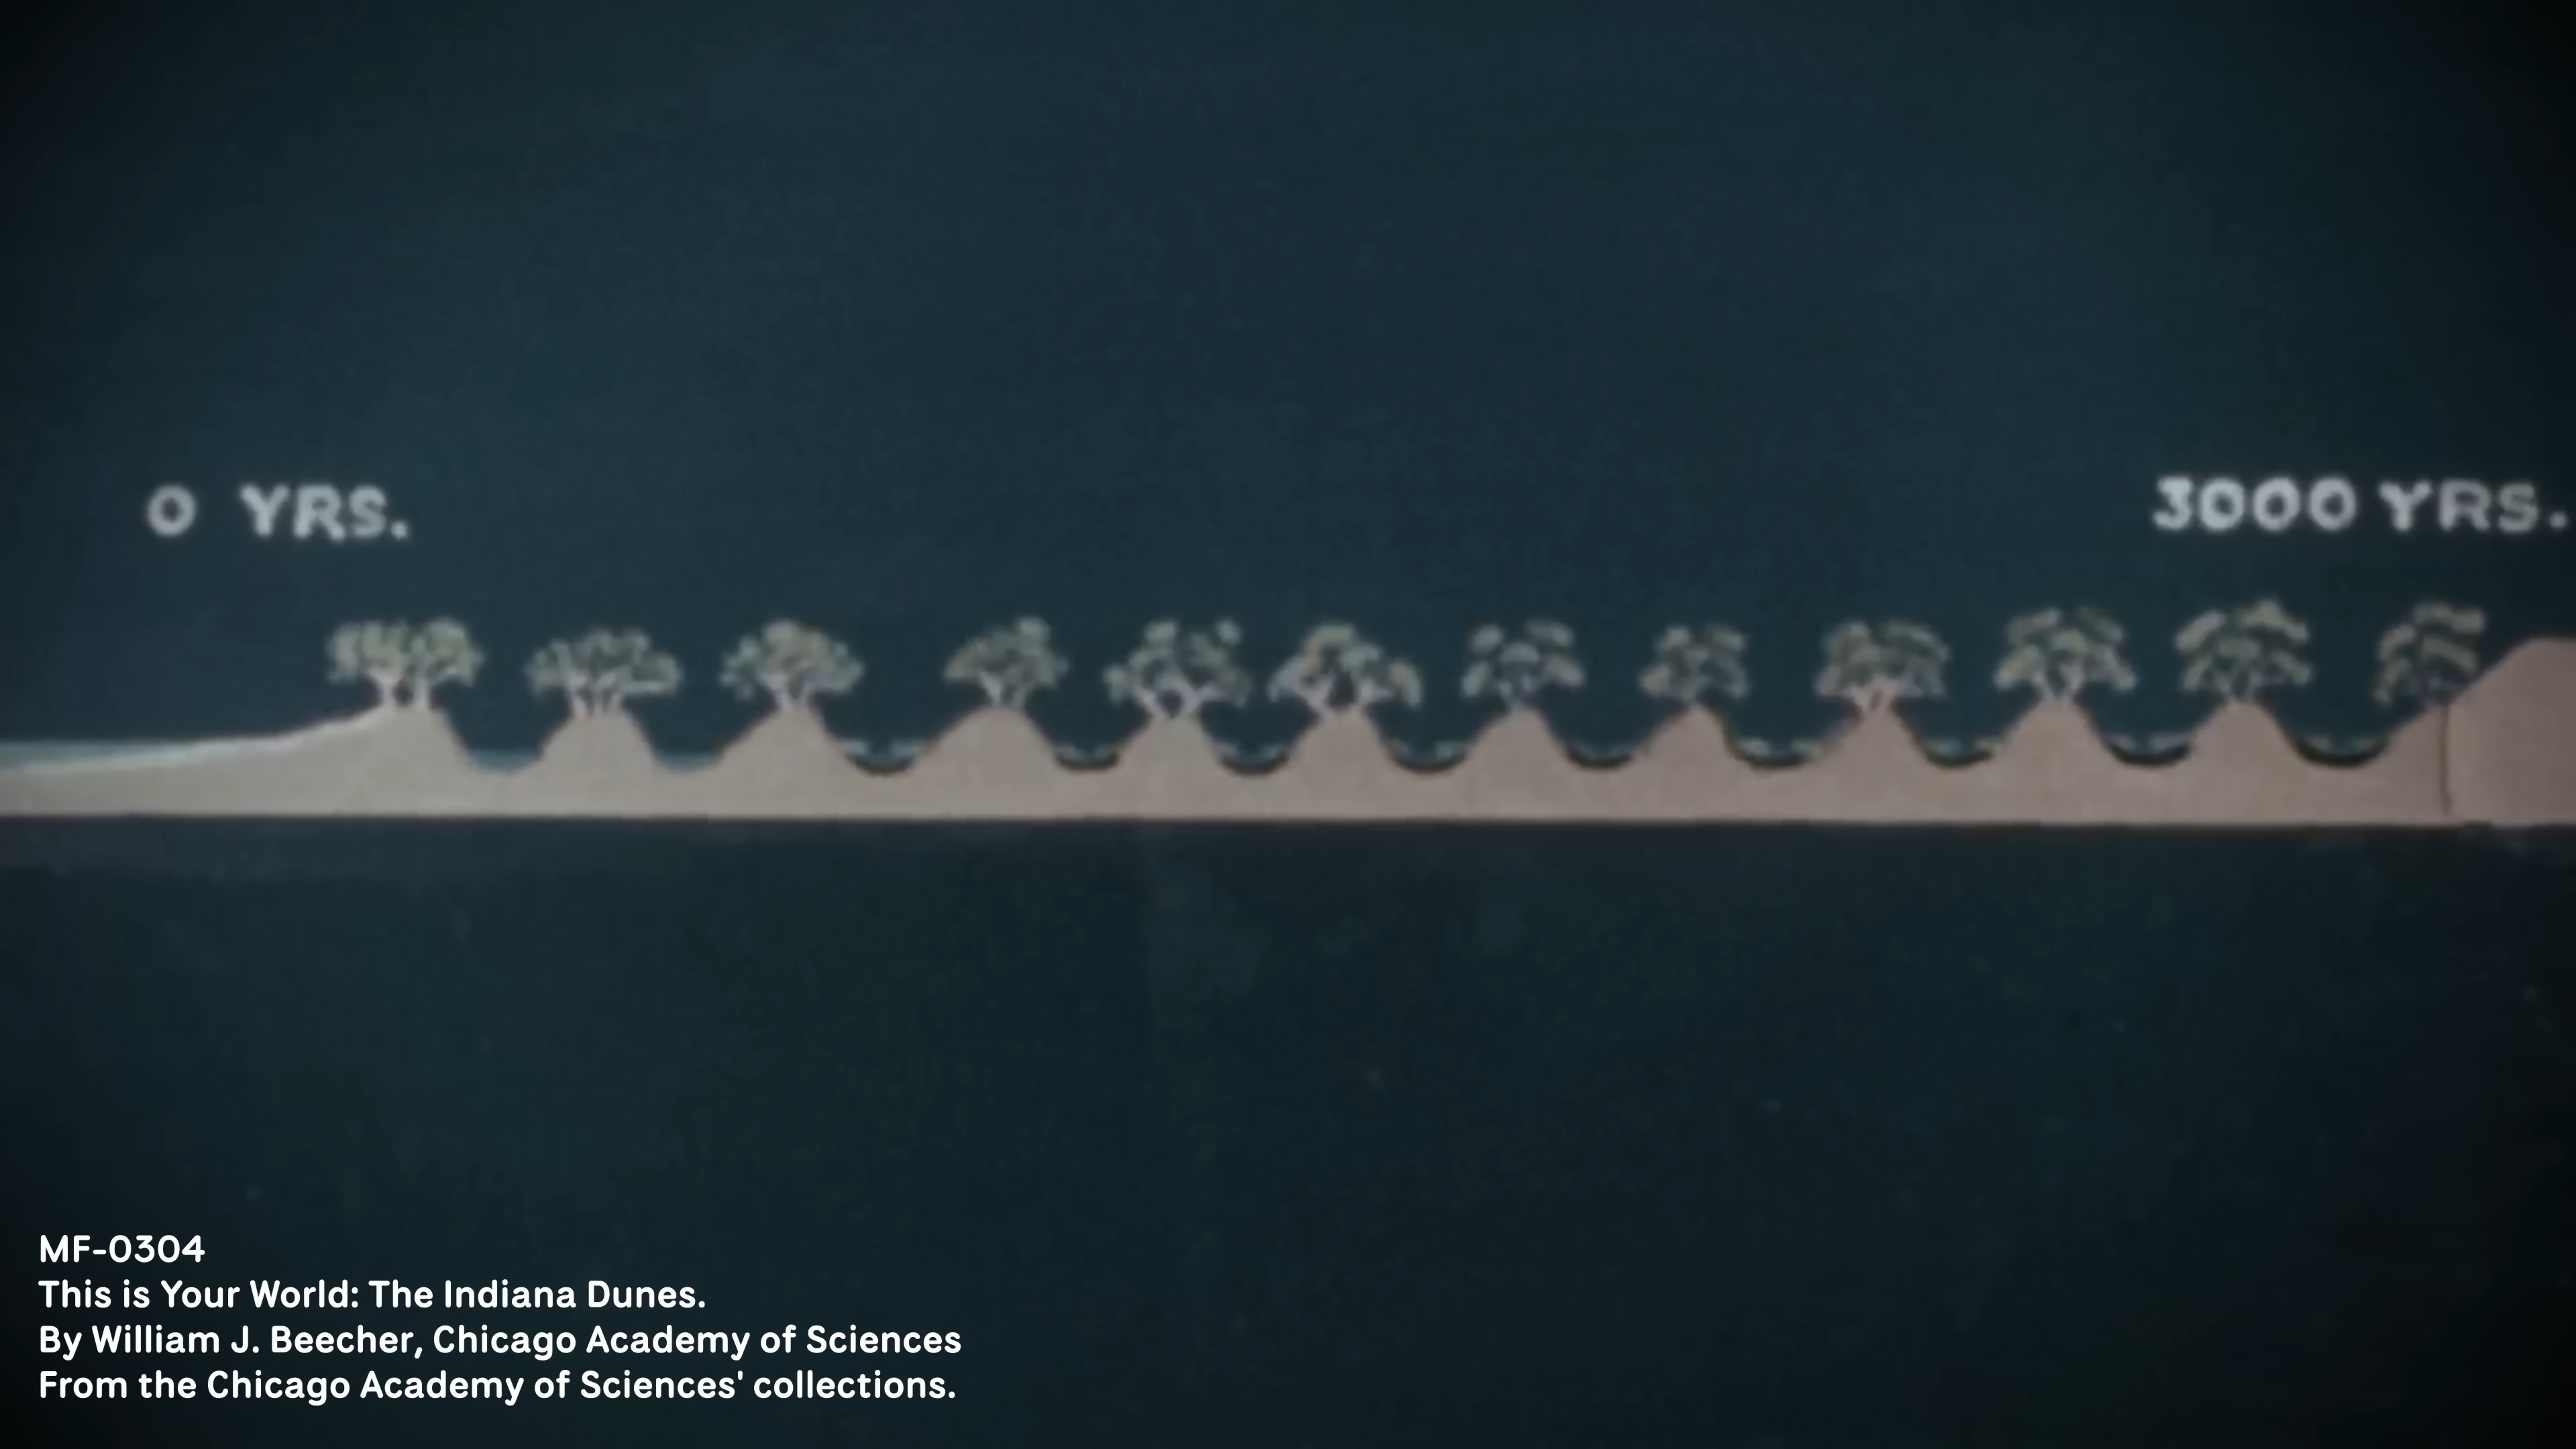 0 YRS.
3000 YRS.
MF-0304
This is Your World: The Indiana Dunes.
By William J. Beecher, Chicago Academy of Sciences
From the Chicago Academy of Sciences' collections.